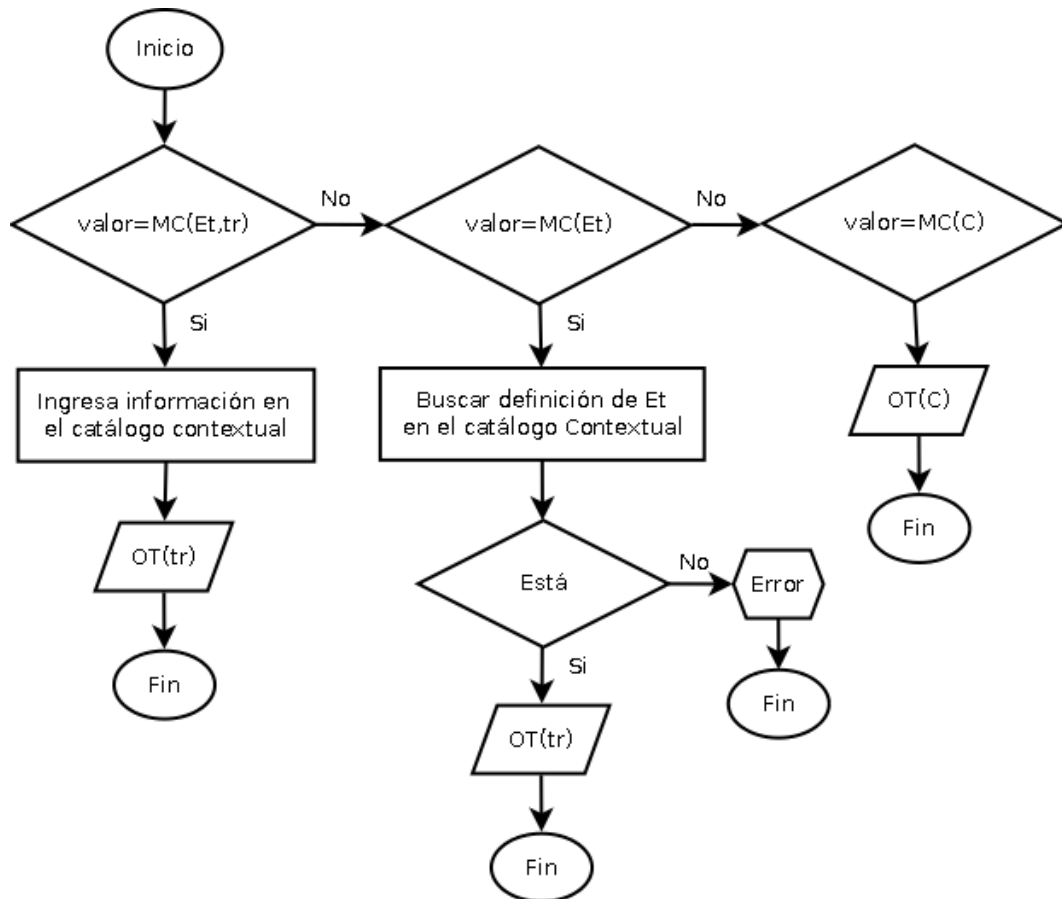 Inicio
valor=MC(Et,tr)
No
valor=MC(Et)
No
valor=MC(C)
Si
Si
Ingresa información en
el catálogo contextual
Buscar definición de Et
en el catálogo Contextual
OT(C)
OT(tr)
Fin
Está
No
Error
Fin
Si
Fin
OT(tr)
Fin